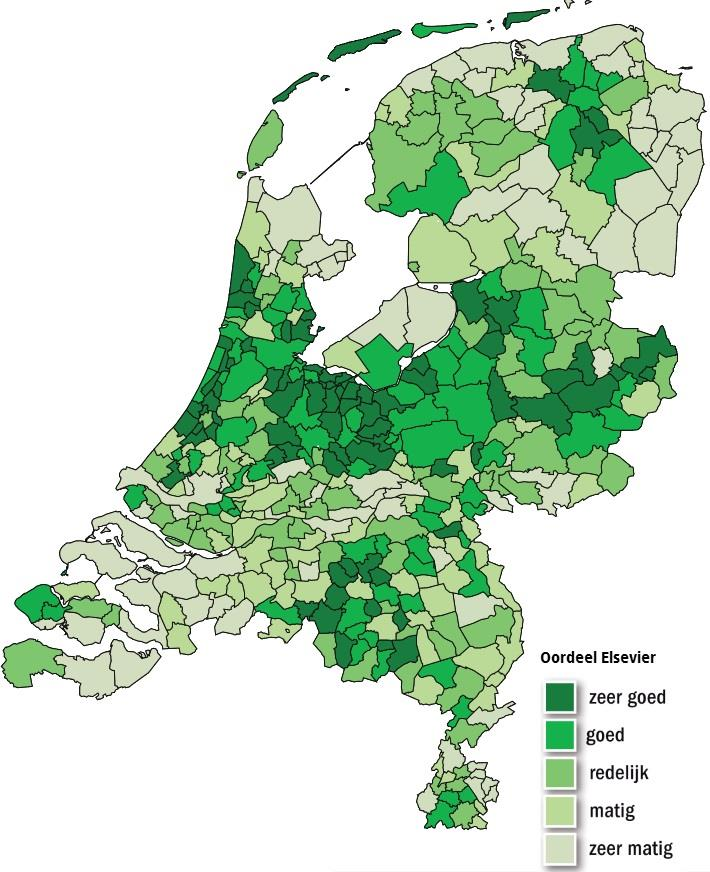 Oordeel Elsevier
zeer goed
goed
redelijk
matig
zeer matig